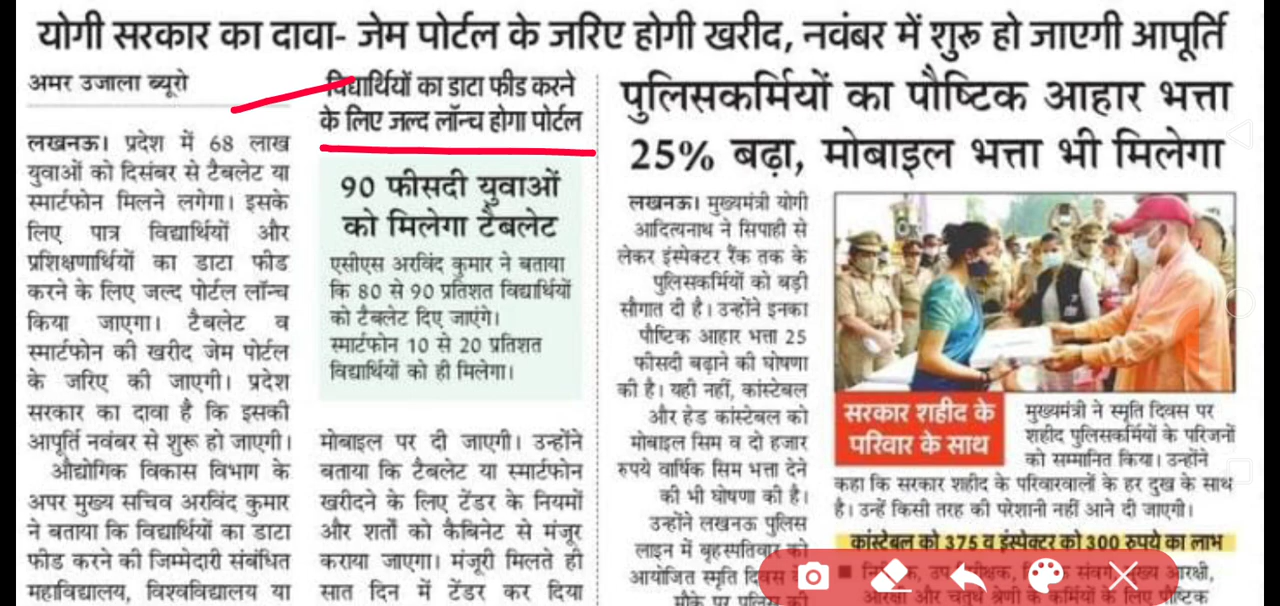 योगी सरकार का दावा- जेम पोर्टल के जरिए होगी खरीद, नवंबर में शुरू हो जाएगी आपूर्ति
अमर उजाला ब्यूरो
लखनऊ। प्रदेश में 68 लाख
युवाओं को दिसंबर से टैबलेट या
स्मार्टफोन मिलने लगेगा। इसके
लिए पात्र विद्यार्थियों और
प्रशिक्षणार्थियों का डाटा फीड
करने के लिए जल्द पोर्टल लॉन्च
किया जाएगा। टैबलेट व
स्मार्टफोन की खरीद जेम पोर्टल
के जरिए की जाएगी। प्रदेश
सरकार का दावा है कि इसकी
आपूर्ति नवंबर से शुरू हो जाएगी।
औद्योगिक विकास विभाग के
अपर मुख्य सचिव अरविंद कुमार
ने बताया कि विद्यार्थियों का डाटा
फीड करने की जिम्मेदारी संबंधित
महाविद्यालय, विश्वविद्यालय या
विद्यार्थियों का डाटा फीड करने
के लिए जल्द लॉन्च होगा पोर्टल
90 फीसदी युवाओं
को मिलेगा टैबलेट
एसीएस अरविंद कुमार ने बताया
कि 80 से 90 प्रतिशत विद्यार्थियों
को टैबलेट दिए जाएंगे।
स्मार्टफोन 10 से 20 प्रतिशत
विद्यार्थियों को ही मिलेगा।
मोबाइल पर दी जाएगी। उन्होंने
बताया कि टैबलेट या स्मार्टफोन
खरीदने के लिए टेंडर के नियमों
और शर्तों को कैबिनेट से मंजूर
कराया जाएगा। मंजूरी मिलते ही
सात दिन में टेंडर कर दिया
पुलिसकर्मियों का पौष्टिक आहार भत्ता
25% बढ़ा, मोबाइल भत्ता भी मिलेगा
लखनऊ। मुख्यमंत्री योगी
आदित्यनाथ ने सिपाही से
लेकर इंस्पेक्टर रैंक तक के
पुलिसकर्मियों को बड़ी
सौगात दी है। उन्होंने इनका
पौष्टिक आहार भत्ता 25
फीसदी बढ़ाने की घोषणा
की है। यही नहीं, कांस्टेबल
और हेड कांस्टेबल को
मोबाइल सिम व दो हजार
रुपये वार्षिक सिम भत्ता देने
की भी घोषणा की है।
उन्होंने लखनऊ पुलिस
लाइन में बृहस्पतिवार को
आयोजित स्मृति दिवस के
मौके पर पुलिस की
सरकार शहीद के
परिवार के साथ
मुख्यमंत्री ने स्मृति दिवस पर
शहीद पुलिसकर्मियों के परिजनों
को सम्मानित किया। उन्होंने
कहा कि सरकार शहीद के परिवारवालों के हर दुख के साथ
है। उन्हें किसी तरह की परेशानी नहीं आने दी जाएगी।
कांस्टेबल को 375 व इंस्पेक्टर को 300 रुपये का लाभ
आरक्षी,
आरक्षी और चतुर्थ श्रेणी के कर्मियों के लिए पौष्टिक